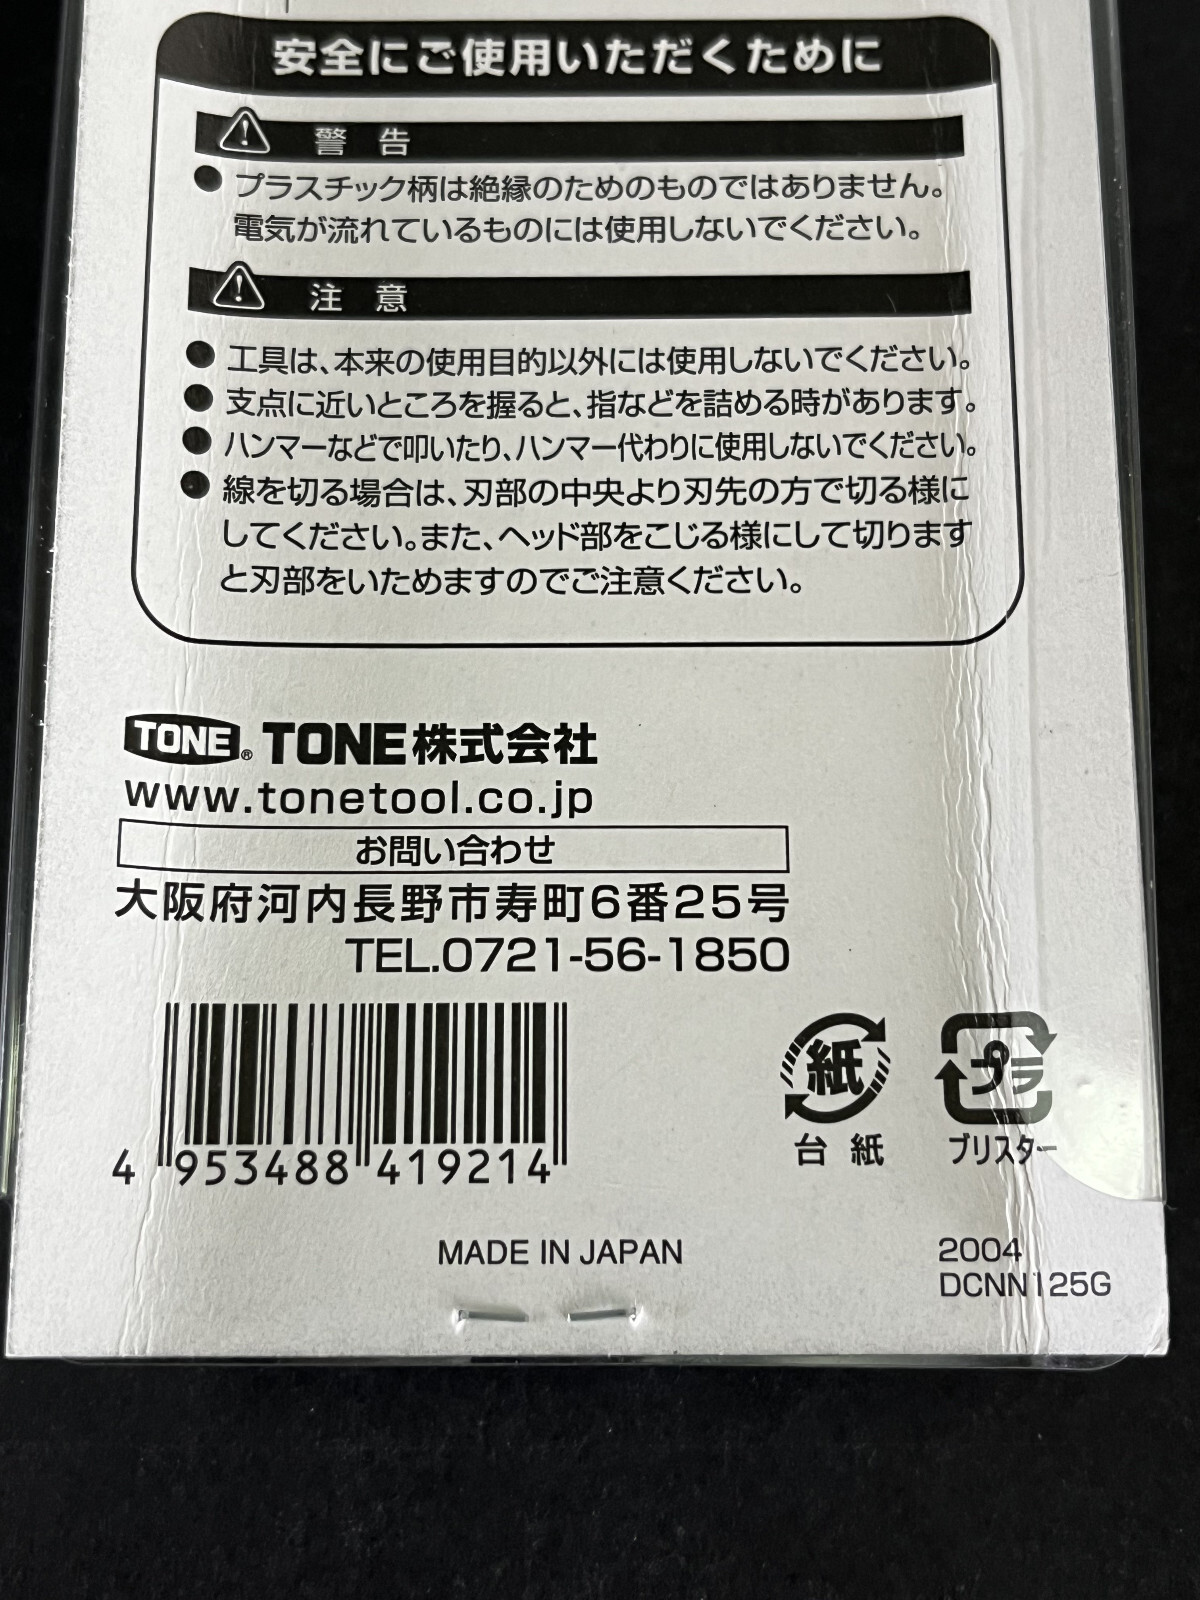 安全にご使用いただくために
警告
● プラスチック柄は絶縁のためのものではありません。
電気が流れているものには使用しないでください。
注意
● 工具は、本来の使用目的以外には使用しないでください。
● 支点に近いところを握ると、指などを詰める時があります。
● ハンマーなどで叩いたり、ハンマー代わりに使用しないでください。
● 線を切る場合は、刃部の中央より刃先の方で切る様に
してください。また、ヘッド部をこじる様にして切ります
と刃部をいためますのでご注意ください。
TONE® TONE株式会社
www.tonetool.co.jp
お問い合わせ
大阪府河内長野市寿町6番25号
TEL.0721-56-1850
紙 プラ
台紙 ブリスター
4 953488 419214
MADE IN JAPAN
2004
DCNN125G